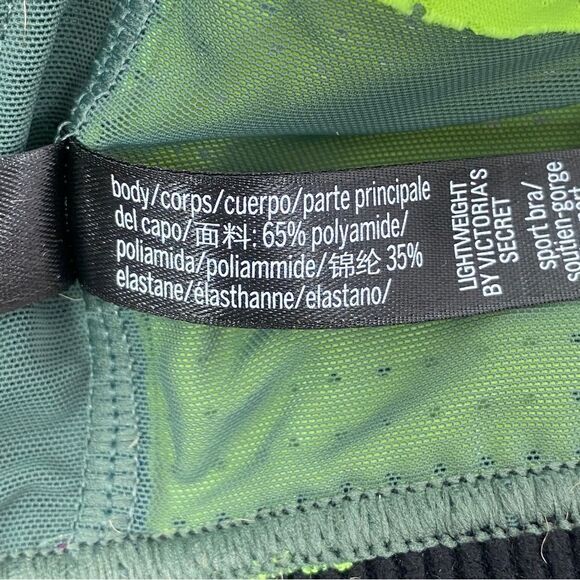 body/corps/cuerpo/parte principale
del capo/面料: 65% polyamide/
poliamida/poliammide/锦纶 35%
elastane/élasthanne/elastano/
LIGHTWEIGHT
BY VICTORIA'S
SECRET
sport bra/
soutien-gorge